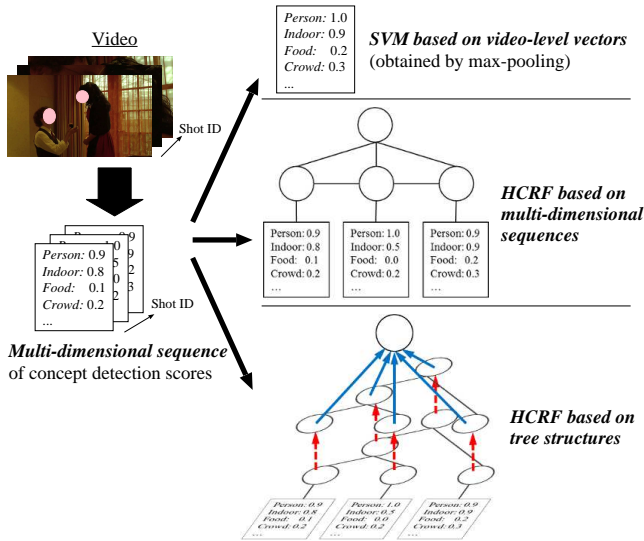 Video
Shot ID
Person: 0.9
Indoor: 0.8
Food: 0.1
Crowd: 0.2
...
1.0
0.9
Shot ID
Multi-dimensional sequence
of concept detection scores
Person: 1.0
Indoor: 0.9
Food: 0.2
Crowd: 0.3
...
SVM based on video-level vectors
(obtained by max-pooling)
Person: 0.9
Indoor: 0.8
Food: 0.1
Crowd: 0.2
...
Person: 1.0
Indoor: 0.5
Food: 0.0
Crowd: 0.2
...
Person: 0.9
Indoor: 0.9
Food: 0.2
Crowd: 0.3
...
HCRF based on
multi-dimensional
sequences
HCRF based on
tree structures
Person: 0.9
Indoor: 0.8
Food: 0.1
Crowd: 0.2
...
Person: 1.0
Indoor: 0.5
Food: 0.0
Crowd: 0.2
...
Person: 0.9
Indoor: 0.9
Food: 0.2
Crowd: 0.3
...